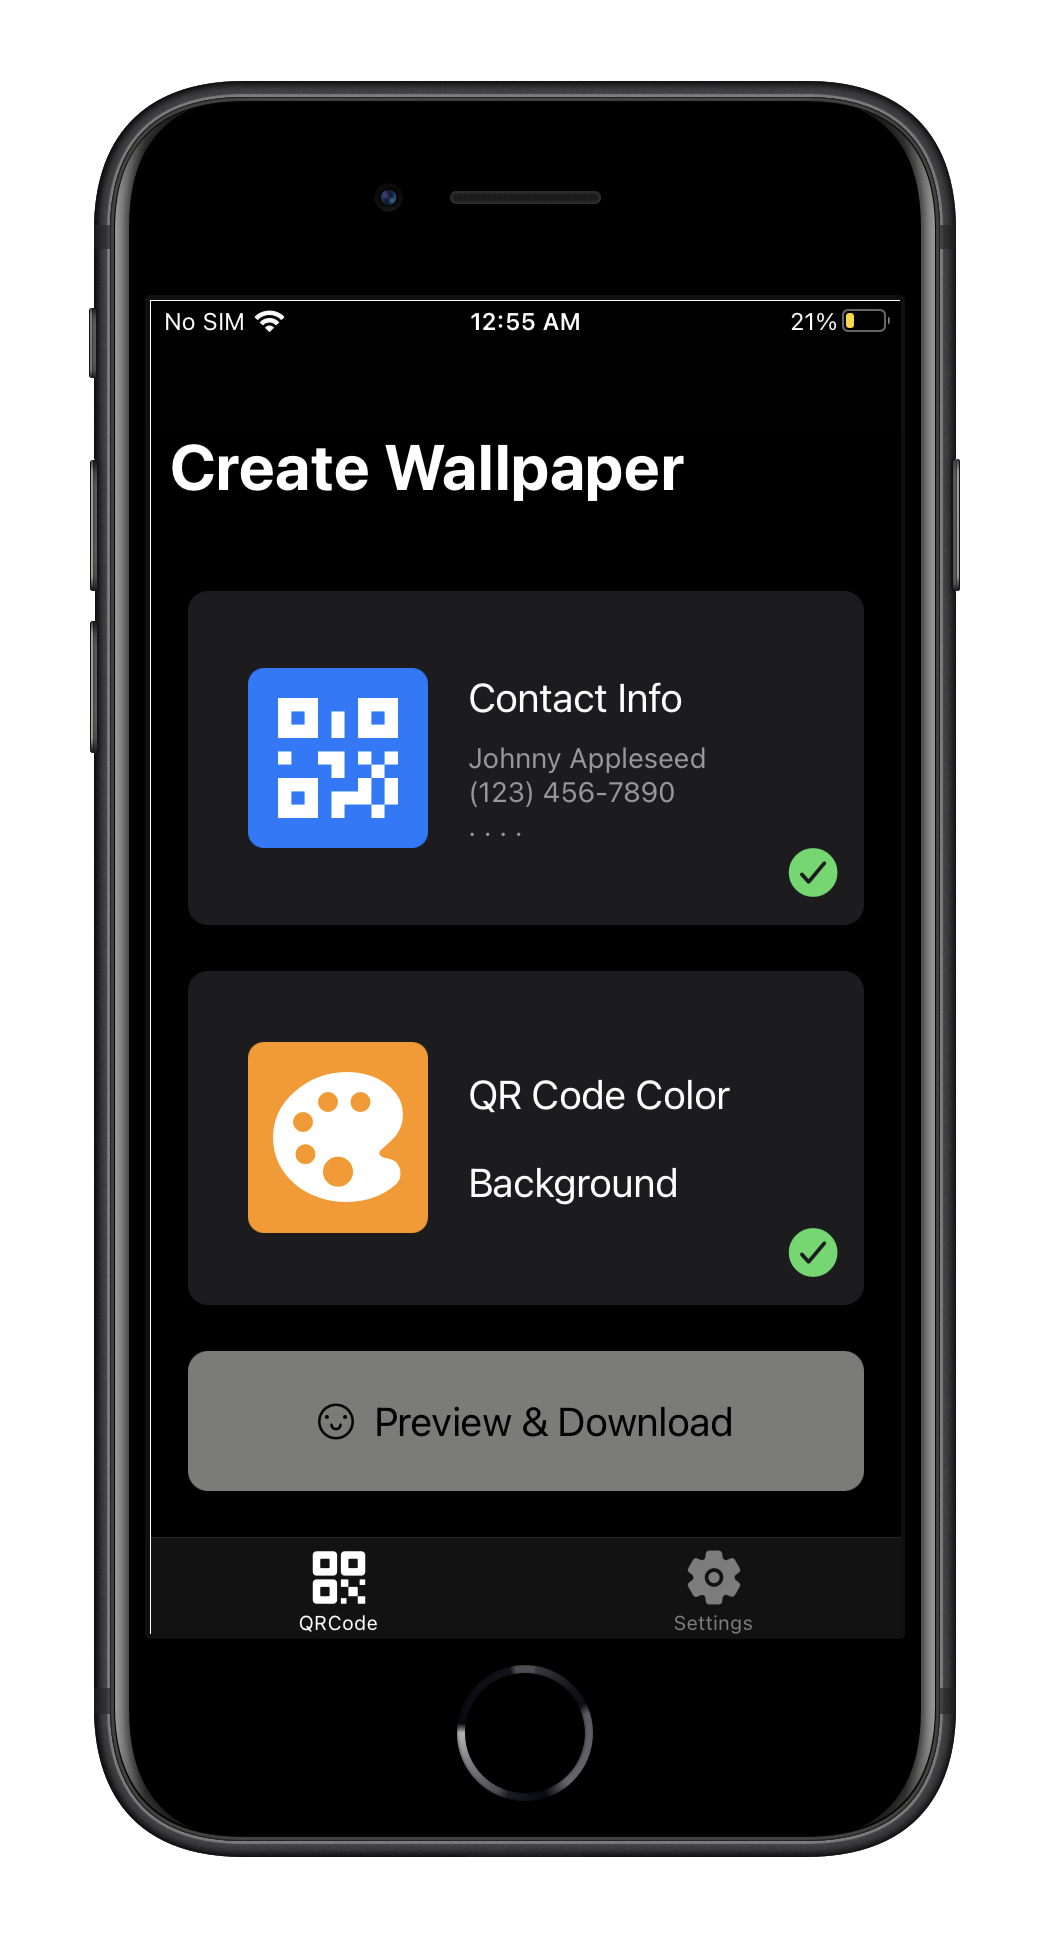 No SIM 12:55 AM 21%
Create Wallpaper
Contact Info
Johnny Appleseed
(123) 456-7890
. . . .
QR Code Color
Background
Preview & Download
QRCode Settings